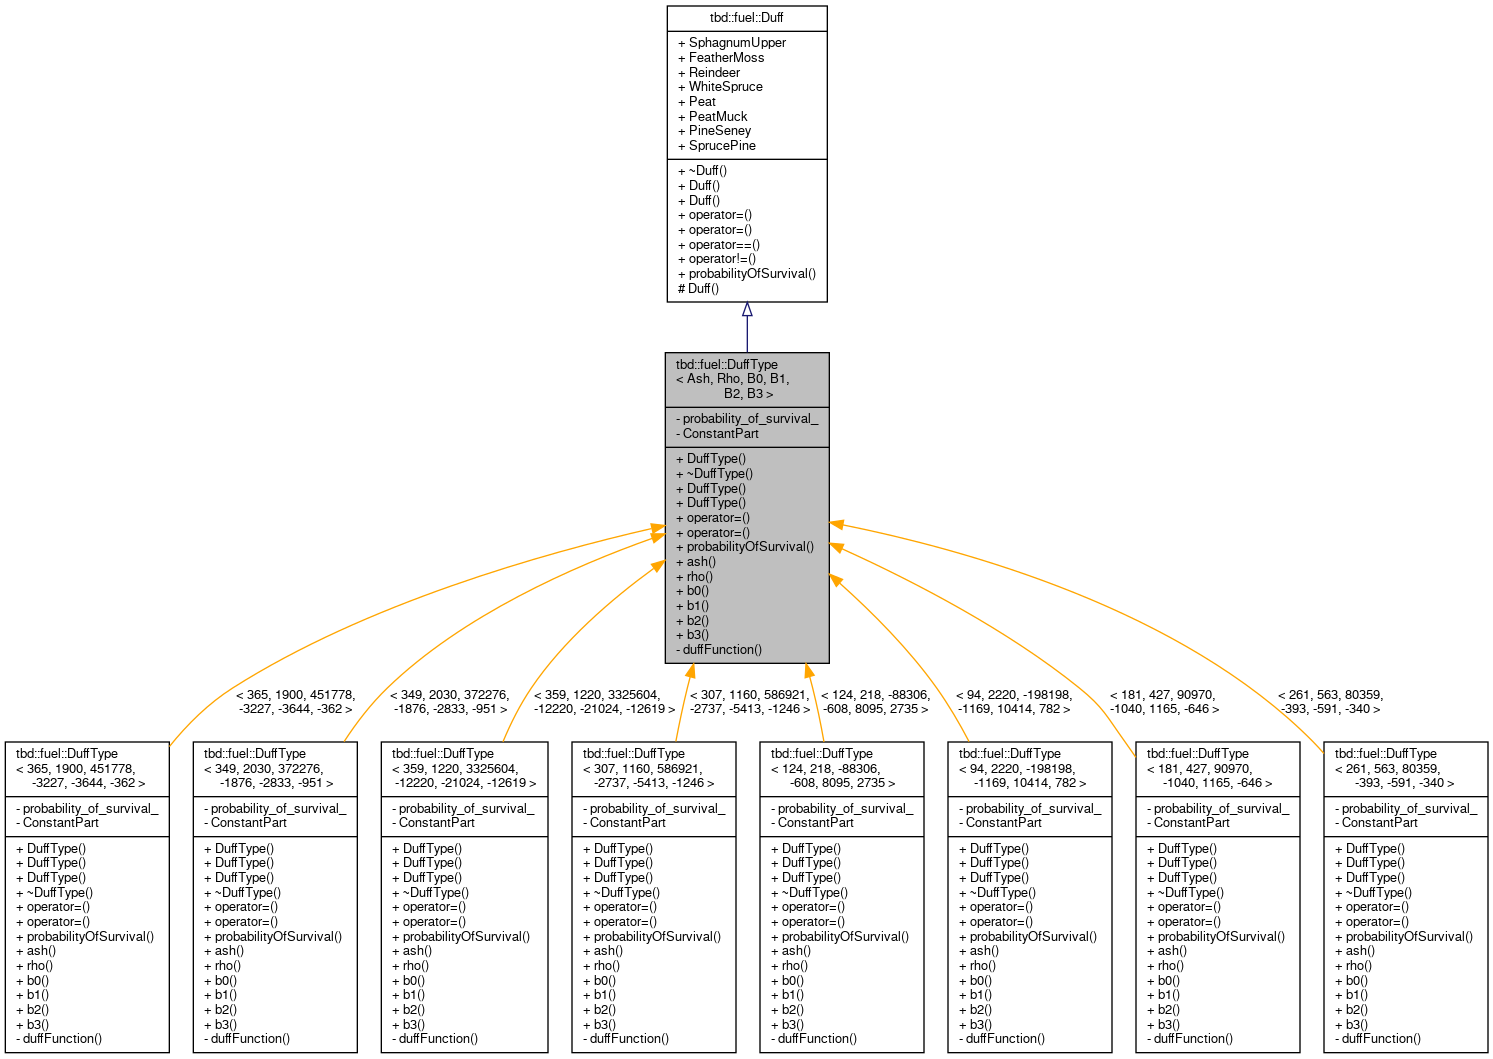 tbd::fuel::Duff
+ SphagnumUpper
+ FeatherMoss
+ Reindeer
+ WhiteSpruce
+ Peat
+ PeatMuck
+ PineSeney
+ SprucePine
+ ~Duff()
+ Duff()
+ Duff()
+ operator=()
+ operator=()
+ operator==()
+ operator!=()
+ probabilityOfSurvival()
# Duff()
tbd::fuel::DuffType
< Ash, Rho, B0, B1,
B2, B3 >
- probability_of_survival_
- ConstantPart
+ DuffType()
+ ~DuffType()
+ DuffType()
+ DuffType()
+ operator=()
+ operator=()
+ probabilityOfSurvival()
+ ash()
+ rho()
+ b0()
+ b1()
+ b2()
+ b3()
- duffFunction()
< 365, 1900, 451778,
-3227, -3644, -362 >
< 349, 2030, 372276,
-1876, -2833, -951 >
< 359, 1220, 3325604,
-12220, -21024, -12619 >
< 307, 1160, 586921,
-2737, -5413, -1246 >
< 124, 218, -88306,
-608, 8095, 2735 >
< 94, 2220, -198198,
-1169, 10414, 782 >
< 181, 427, 90970,
-1040, 1165, -646 >
< 261, 563, 80359,
-393, -591, -340 >
tbd::fuel::DuffType
< 365, 1900, 451778,
-3227, -3644, -362 >
- probability_of_survival_
- ConstantPart
+ DuffType()
+ DuffType()
+ DuffType()
+ ~DuffType()
+ operator=()
+ operator=()
+ probabilityOfSurvival()
+ ash()
+ rho()
+ b0()
+ b1()
+ b2()
+ b3()
- duffFunction()
tbd::fuel::DuffType
< 349, 2030, 372276,
-1876, -2833, -951 >
- probability_of_survival_
- ConstantPart
+ DuffType()
+ DuffType()
+ DuffType()
+ ~DuffType()
+ operator=()
+ operator=()
+ probabilityOfSurvival()
+ ash()
+ rho()
+ b0()
+ b1()
+ b2()
+ b3()
- duffFunction()
tbd::fuel::DuffType
< 359, 1220, 3325604,
-12220, -21024, -12619 >
- probability_of_survival_
- ConstantPart
+ DuffType()
+ DuffType()
+ DuffType()
+ ~DuffType()
+ operator=()
+ operator=()
+ probabilityOfSurvival()
+ ash()
+ rho()
+ b0()
+ b1()
+ b2()
+ b3()
- duffFunction()
tbd::fuel::DuffType
< 307, 1160, 586921,
-2737, -5413, -1246 >
- probability_of_survival_
- ConstantPart
+ DuffType()
+ DuffType()
+ DuffType()
+ ~DuffType()
+ operator=()
+ operator=()
+ probabilityOfSurvival()
+ ash()
+ rho()
+ b0()
+ b1()
+ b2()
+ b3()
- duffFunction()
tbd::fuel::DuffType
< 124, 218, -88306,
-608, 8095, 2735 >
- probability_of_survival_
- ConstantPart
+ DuffType()
+ DuffType()
+ DuffType()
+ ~DuffType()
+ operator=()
+ operator=()
+ probabilityOfSurvival()
+ ash()
+ rho()
+ b0()
+ b1()
+ b2()
+ b3()
- duffFunction()
tbd::fuel::DuffType
< 94, 2220, -198198,
-1169, 10414, 782 >
- probability_of_survival_
- ConstantPart
+ DuffType()
+ DuffType()
+ DuffType()
+ ~DuffType()
+ operator=()
+ operator=()
+ probabilityOfSurvival()
+ ash()
+ rho()
+ b0()
+ b1()
+ b2()
+ b3()
- duffFunction()
tbd::fuel::DuffType
< 181, 427, 90970,
-1040, 1165, -646 >
- probability_of_survival_
- ConstantPart
+ DuffType()
+ DuffType()
+ DuffType()
+ ~DuffType()
+ operator=()
+ operator=()
+ probabilityOfSurvival()
+ ash()
+ rho()
+ b0()
+ b1()
+ b2()
+ b3()
- duffFunction()
tbd::fuel::DuffType
< 261, 563, 80359,
-393, -591, -340 >
- probability_of_survival_
- ConstantPart
+ DuffType()
+ DuffType()
+ DuffType()
+ ~DuffType()
+ operator=()
+ operator=()
+ probabilityOfSurvival()
+ ash()
+ rho()
+ b0()
+ b1()
+ b2()
+ b3()
- duffFunction()